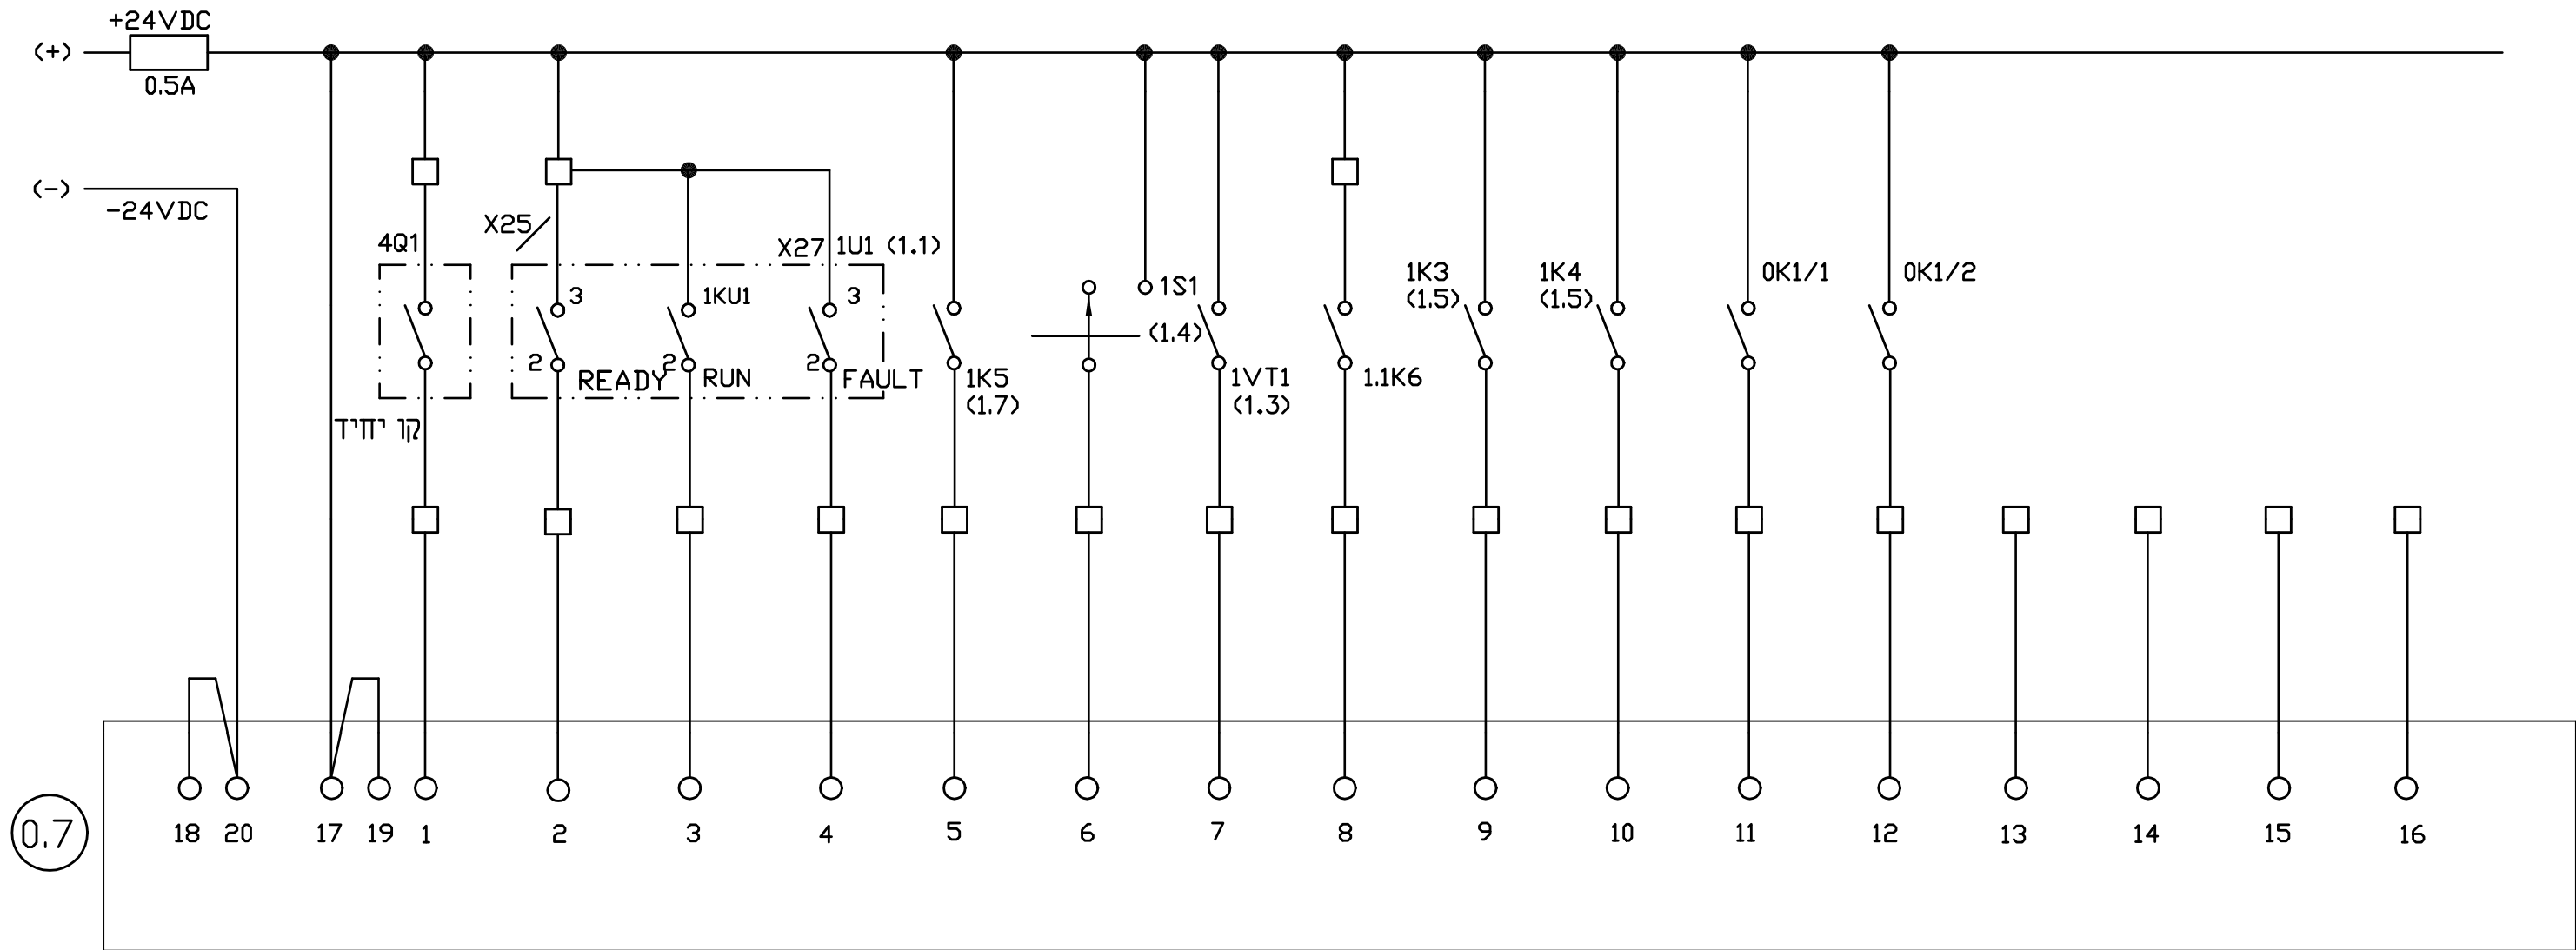 +24VDC
(+)
0.5A
(-)
-24VDC
4Q1
X25
X27
1U1 (1.1)
3
1KU1
3
1S1
(1.4)
1K3
(1.5)
1K4
(1.5)
0K1/1
0K1/2
2
READY
2
RUN
2
FAULT
1K5
(1.7)
1VT1
(1.3)
1.1K6
קו יחיד
0.7
18 20 17 19 1 2 3 4 5 6 7 8 9 10 11 12 13 14 15 16